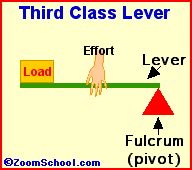 Third Class Lever
Effort
Lever
Load
Fulcrum
(pivot)
©ZoomSchool.com